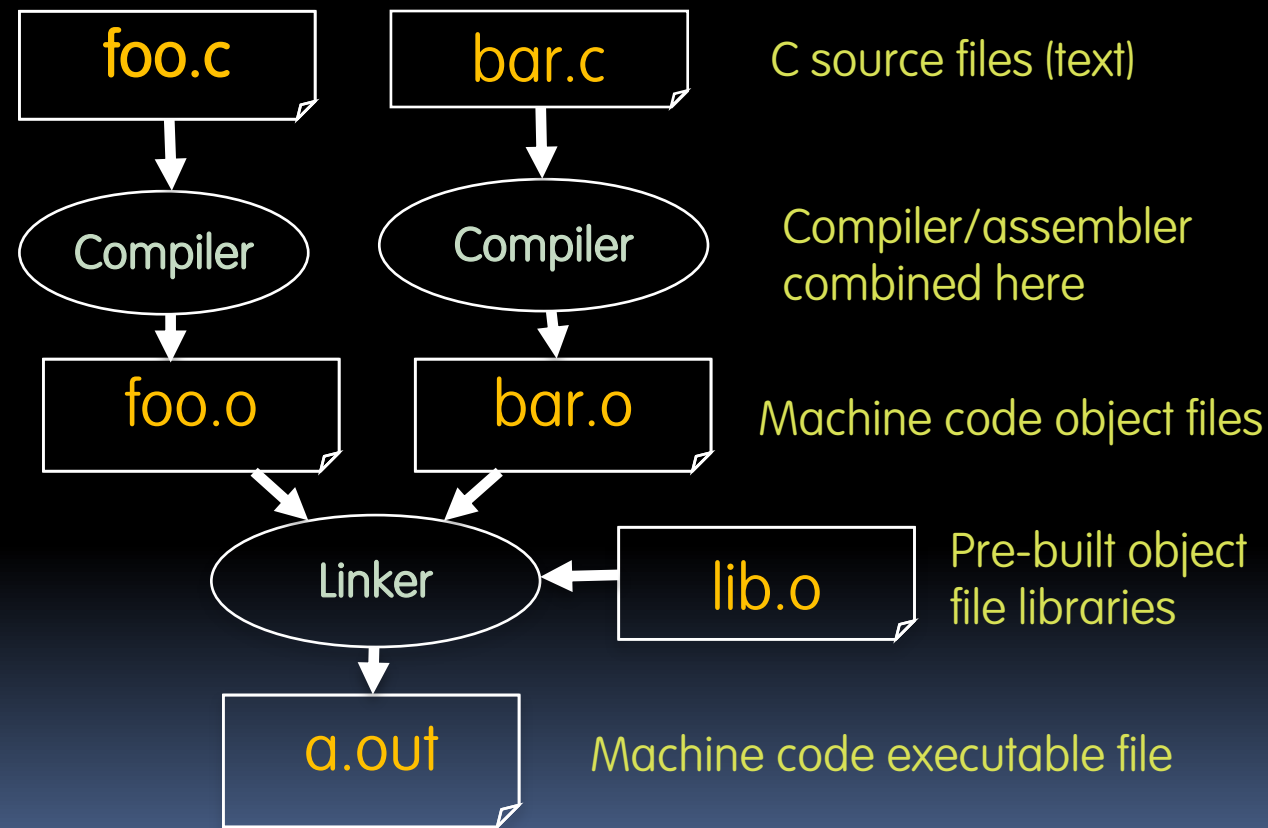 foo.c
bar.c
C source files (text)
Compiler
Compiler
Compiler/assembler
combined here
foo.o
bar.o
Machine code object files
Linker
lib.o
Pre-built object
file libraries
a.out
Machine code executable file